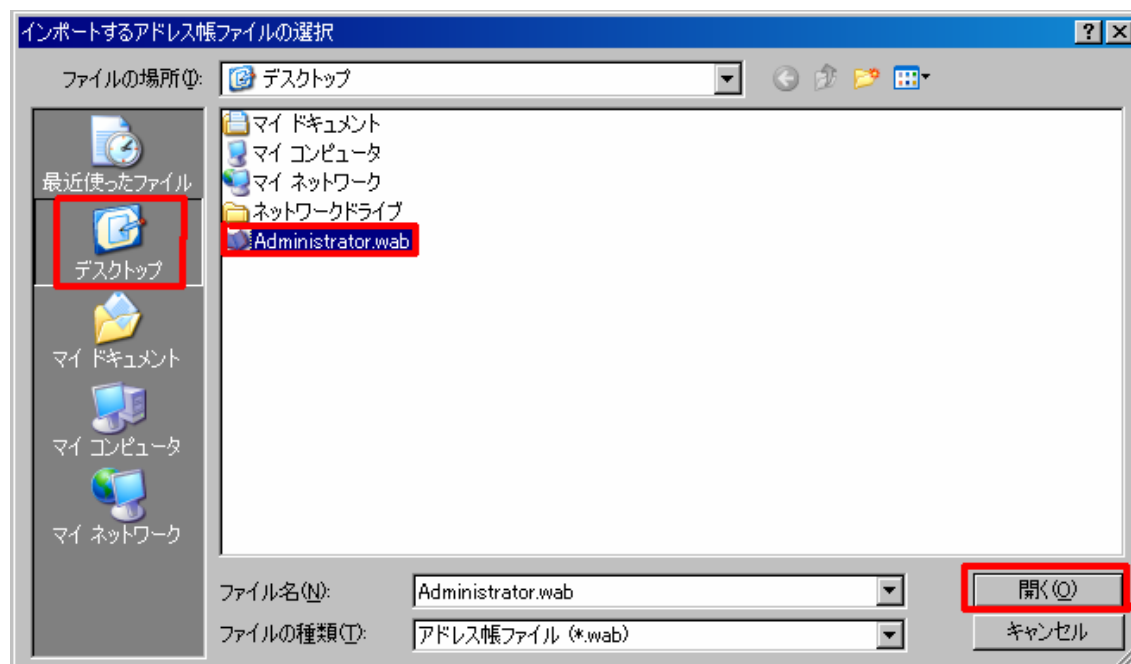 インポートするアドレス帳ファイルの選択
ファイルの場所(I):
デスクトップ
最近使ったファイル
デスクトップ
マイ ドキュメント
マイ コンピュータ
マイ ネットワーク
マイ ドキュメント
マイ コンピュータ
マイ ネットワーク
ネットワークドライブ
Administrator.wab
ファイル名(N):
Administrator.wab
開く(O)
ファイルの種類(T):
アドレス帳ファイル (*.wab)
キャンセル